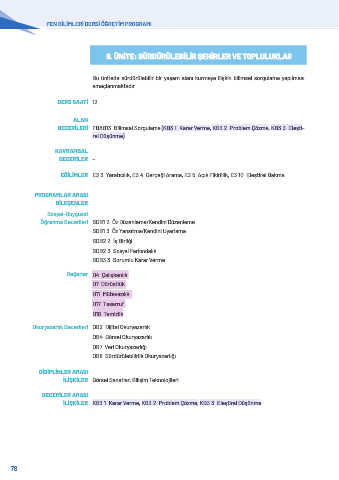 FEN BİLİMLERİ DERSİ ÖĞRETİM PROGRAMI
8. ÜNİTE: SÜRDÜRÜLEBİLİR ŞEHİRLER VE TOPLULUKLAR
Bu ünitede sürdürülebilir bir yaşam alanı kurmaya ilişkin bilimsel sorgulama yapılması
amaçlanmaktadır.
DERS SAATİ 12
ALAN
BECERİLERİ FBAB13. Bilimsel Sorgulama (KB3.1. Karar Verme, KB3.2. Problem Çözme, KB3.3. Eleşti-
rel Düşünme)
KAVRAMSAL
BECERİLER -
EĞİLİMLER E3.3. Yaratıcılık, E3.4. Gerçeği Arama, E3.5. Açık Fikirlilik, E3.10. Eleştirel Bakma
PROGRAMLAR ARASI
BİLEŞENLER
Sosyal-Duygusal
Öğrenme Becerileri SDB1.2. Öz Düzenleme/Kendini Düzenleme
SDB1.3. Öz Yansıtma/Kendini Uyarlama
SDB2.2. İş Birliği
SDB2.3. Sosyal Farkındalık
SDB3.3. Sorumlu Karar Verme
Değerler D4. Çalışkanlık
D7. Dürüstlük
D11. Mütevazılık
D17. Tasarruf
D18. Temizlik
Okuryazarlık Becerileri OB2. Dijital Okuryazarlık
OB4. Görsel Okuryazarlık
OB7. Veri Okuryazarlığı
OB8. Sürdürülebilirlik Okuryazarlığı
DİSİPLİNLER ARASI
İLİŞKİLER Görsel Sanatlar, Bilişim Teknolojileri
BECERİLER ARASI
İLİŞKİLER KB3.1. Karar Verme, KB3.2. Problem Çözme, KB3.3. Eleştirel Düşünme
78